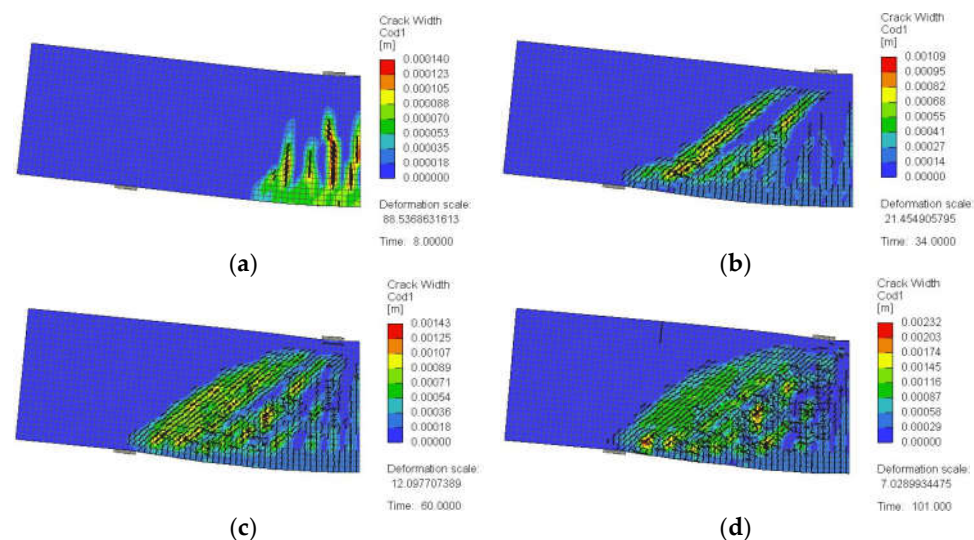 Crack Width
Cod1
[m]
0.000140
0.000123
0.000105
0.000088
0.000070
0.000053
0.000035
0.000018
0.000000
Deformation scale:
88.5368631613
Time: 8.00000
(a)
Crack Width
Cod1
[m]
0.00109
0.00095
0.00082
0.00068
0.00055
0.00041
0.00027
0.00014
0.00000
Deformation scale:
21.454905795
Time: 34.0000
(b)
Crack Width
Cod1
[m]
0.00143
0.00125
0.00107
0.00089
0.00071
0.00054
0.00036
0.00018
0.00000
Deformation scale:
12.097707389
Time: 60.0000
(c)
Crack Width
Cod1
[m]
0.00232
0.00203
0.00174
0.00145
0.00116
0.00087
0.00058
0.00029
0.00000
Deformation scale:
7.0289934475
Time: 101.000
(d)